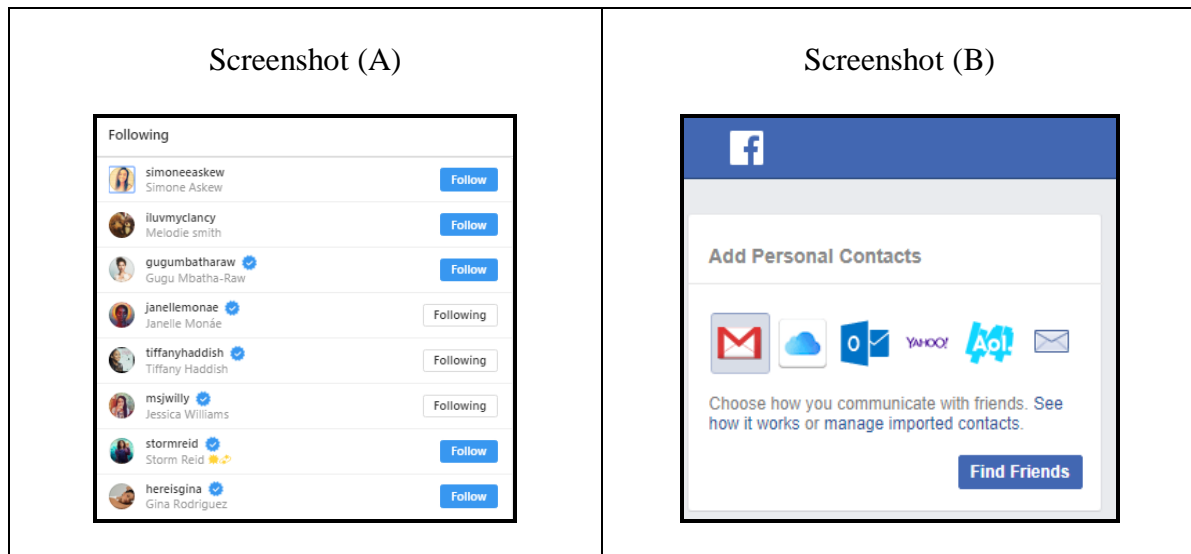 Screenshot (A)
Following
simoneeaskew
Simone Askew
Follow
iluvmyclancy
Melodie smith
Follow
gugumbatharaw
Gugu Mbatha-Raw
Follow
janellemonae
Janelle Monáe
Following
tiffanyhaddish
Tiffany Haddish
Following
msjwilly
Jessica Williams
Following
stormreid
Storm Reid
Follow
hereisgina
Gina Rodriguez
Follow
Screenshot (B)
f
Add Personal Contacts
YAHOO!
Aol.
Choose how you communicate with friends. See
how it works or manage imported contacts.
Find Friends